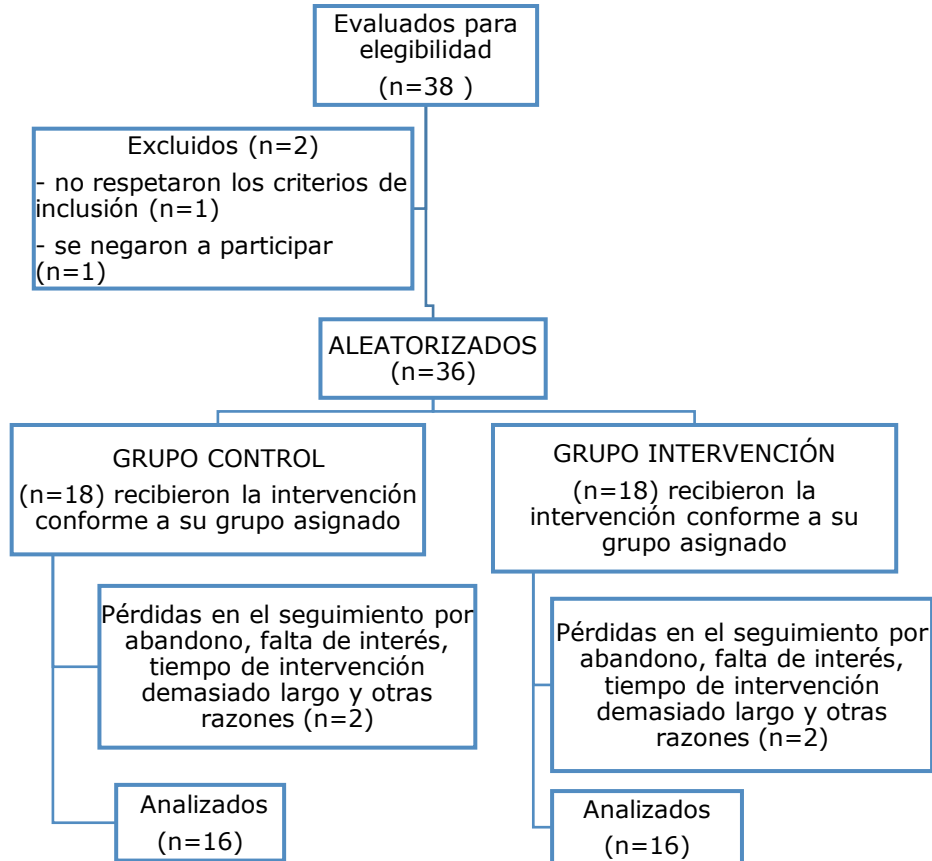 Evaluados para
elegibilidad
(n=38 )
Excluidos (n=2)
- no respetaron los criterios de
inclusión (n=1)
- se negaron a participar
(n=1)
ALEATORIZADOS
(n=36)
GRUPO CONTROL
(n=18) recibieron la intervención
conforme a su grupo asignado
GRUPO INTERVENCIÓN
(n=18) recibieron la
intervención conforme a su
grupo asignado
Pérdidas en el seguimiento por
abandono, falta de interés,
tiempo de intervención
demasiado largo y otras
razones (n=2)
Pérdidas en el seguimiento por
abandono, falta de interés,
tiempo de intervención
demasiado largo y otras
razones (n=2)
Analizados
(n=16)
Analizados
(n=16)